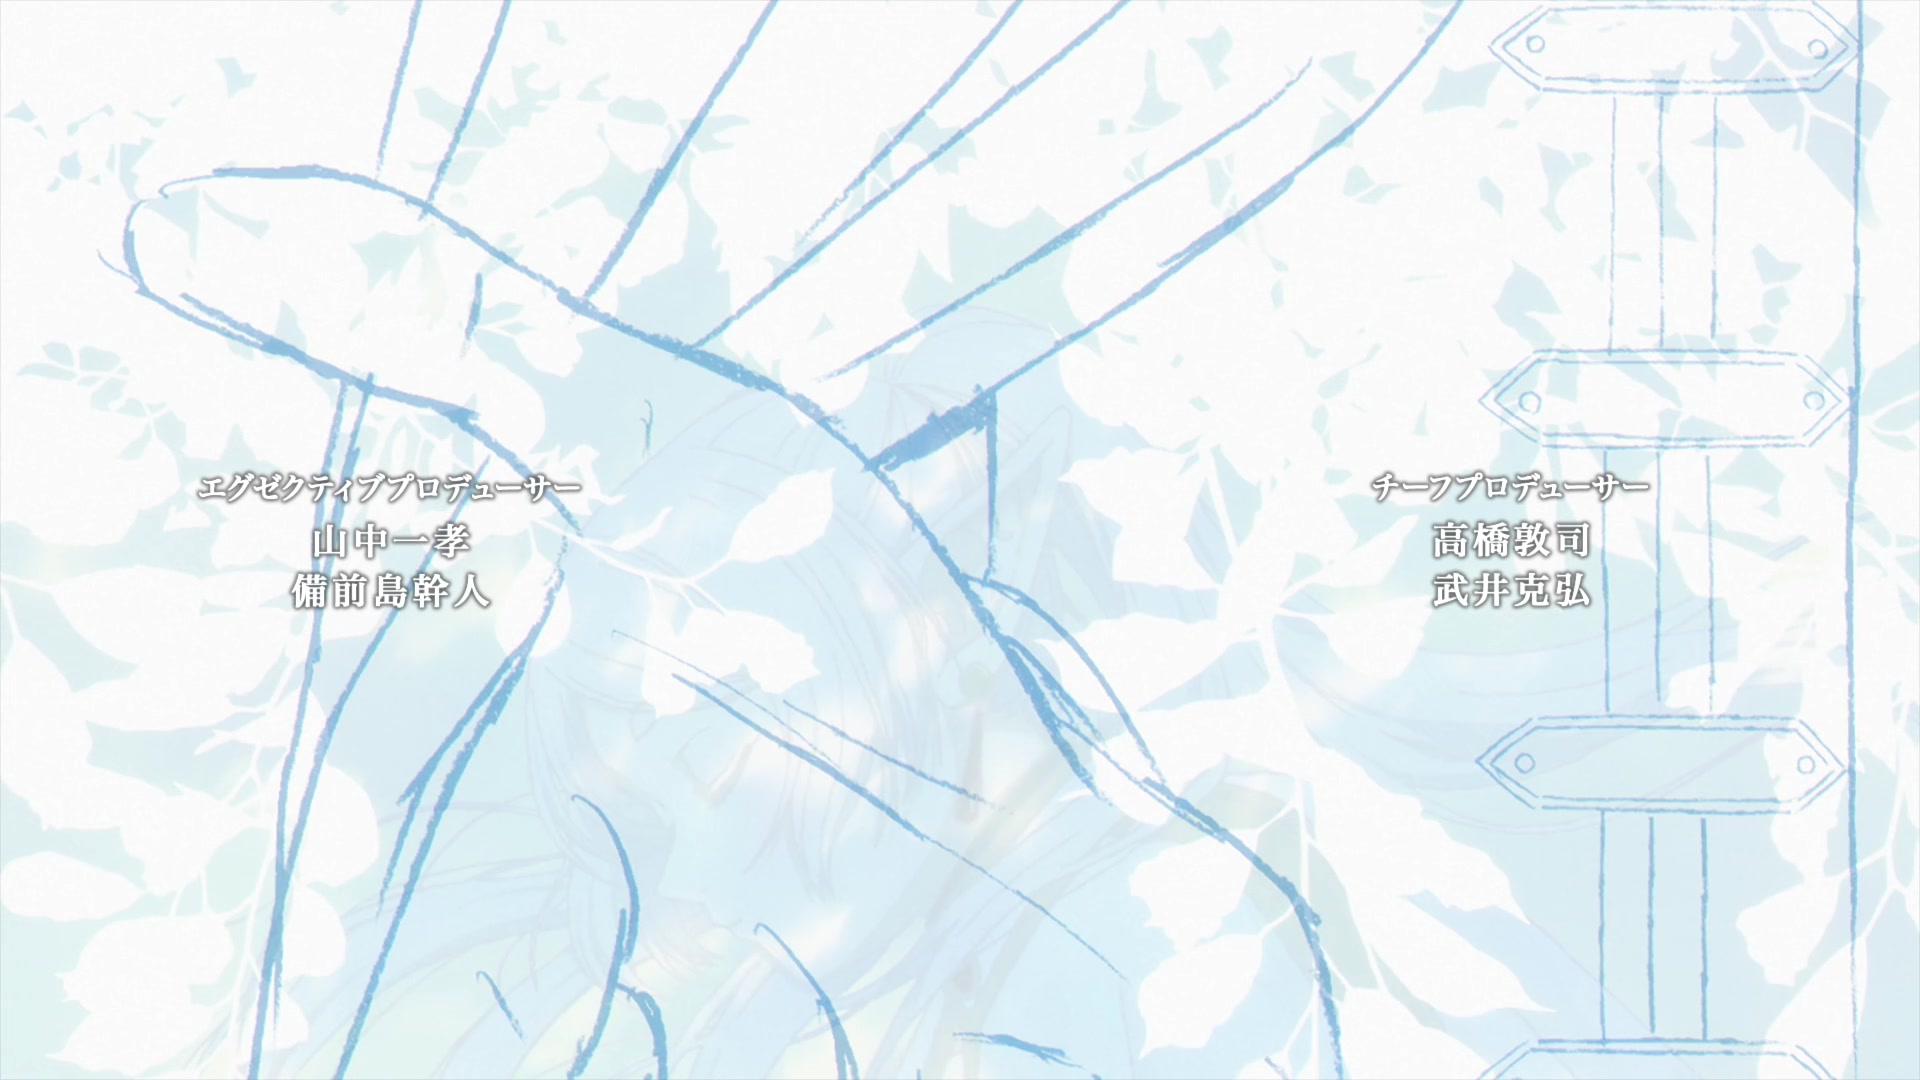 エグゼクティブプロデューサー
山中一孝
備前島幹人
チーフプロデューサー
高橋敦司
武井克弘